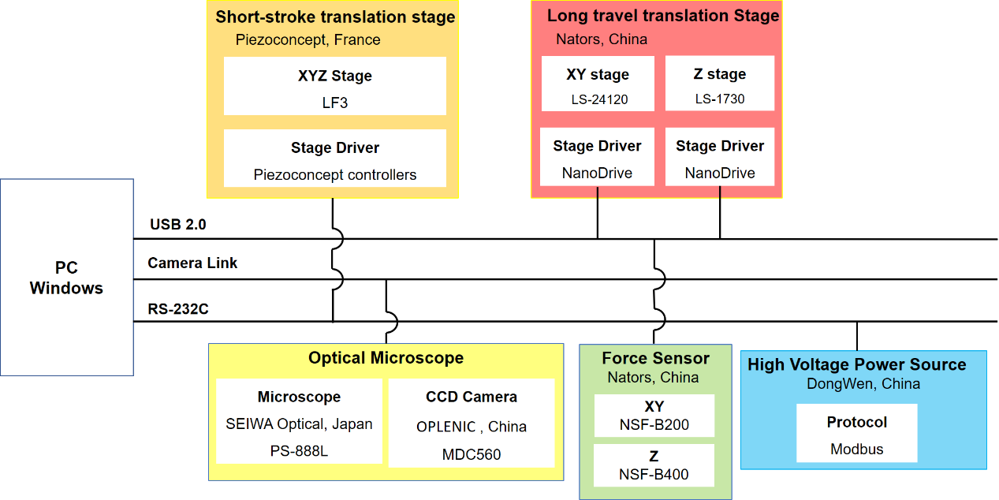 Short-stroke translation stage
Piezoconcept, France
XYZ Stage
LF3
Stage Driver
Piezoconcept controllers
Long travel translation Stage
Nators, China
XY stage
LS-24120
Z stage
LS-1730
Stage Driver
NanoDrive
Stage Driver
NanoDrive
PC
Windows
USB 2.0
Camera Link
RS-232C
Optical Microscope
Microscope
SEIWA Optical, Japan
PS-888L
CCD Camera
OPLENIC , China
MDC560
Force Sensor
Nators, China
XY
NSF-B200
Z
NSF-B400
High Voltage Power Source
DongWen, China
Protocol
Modbus